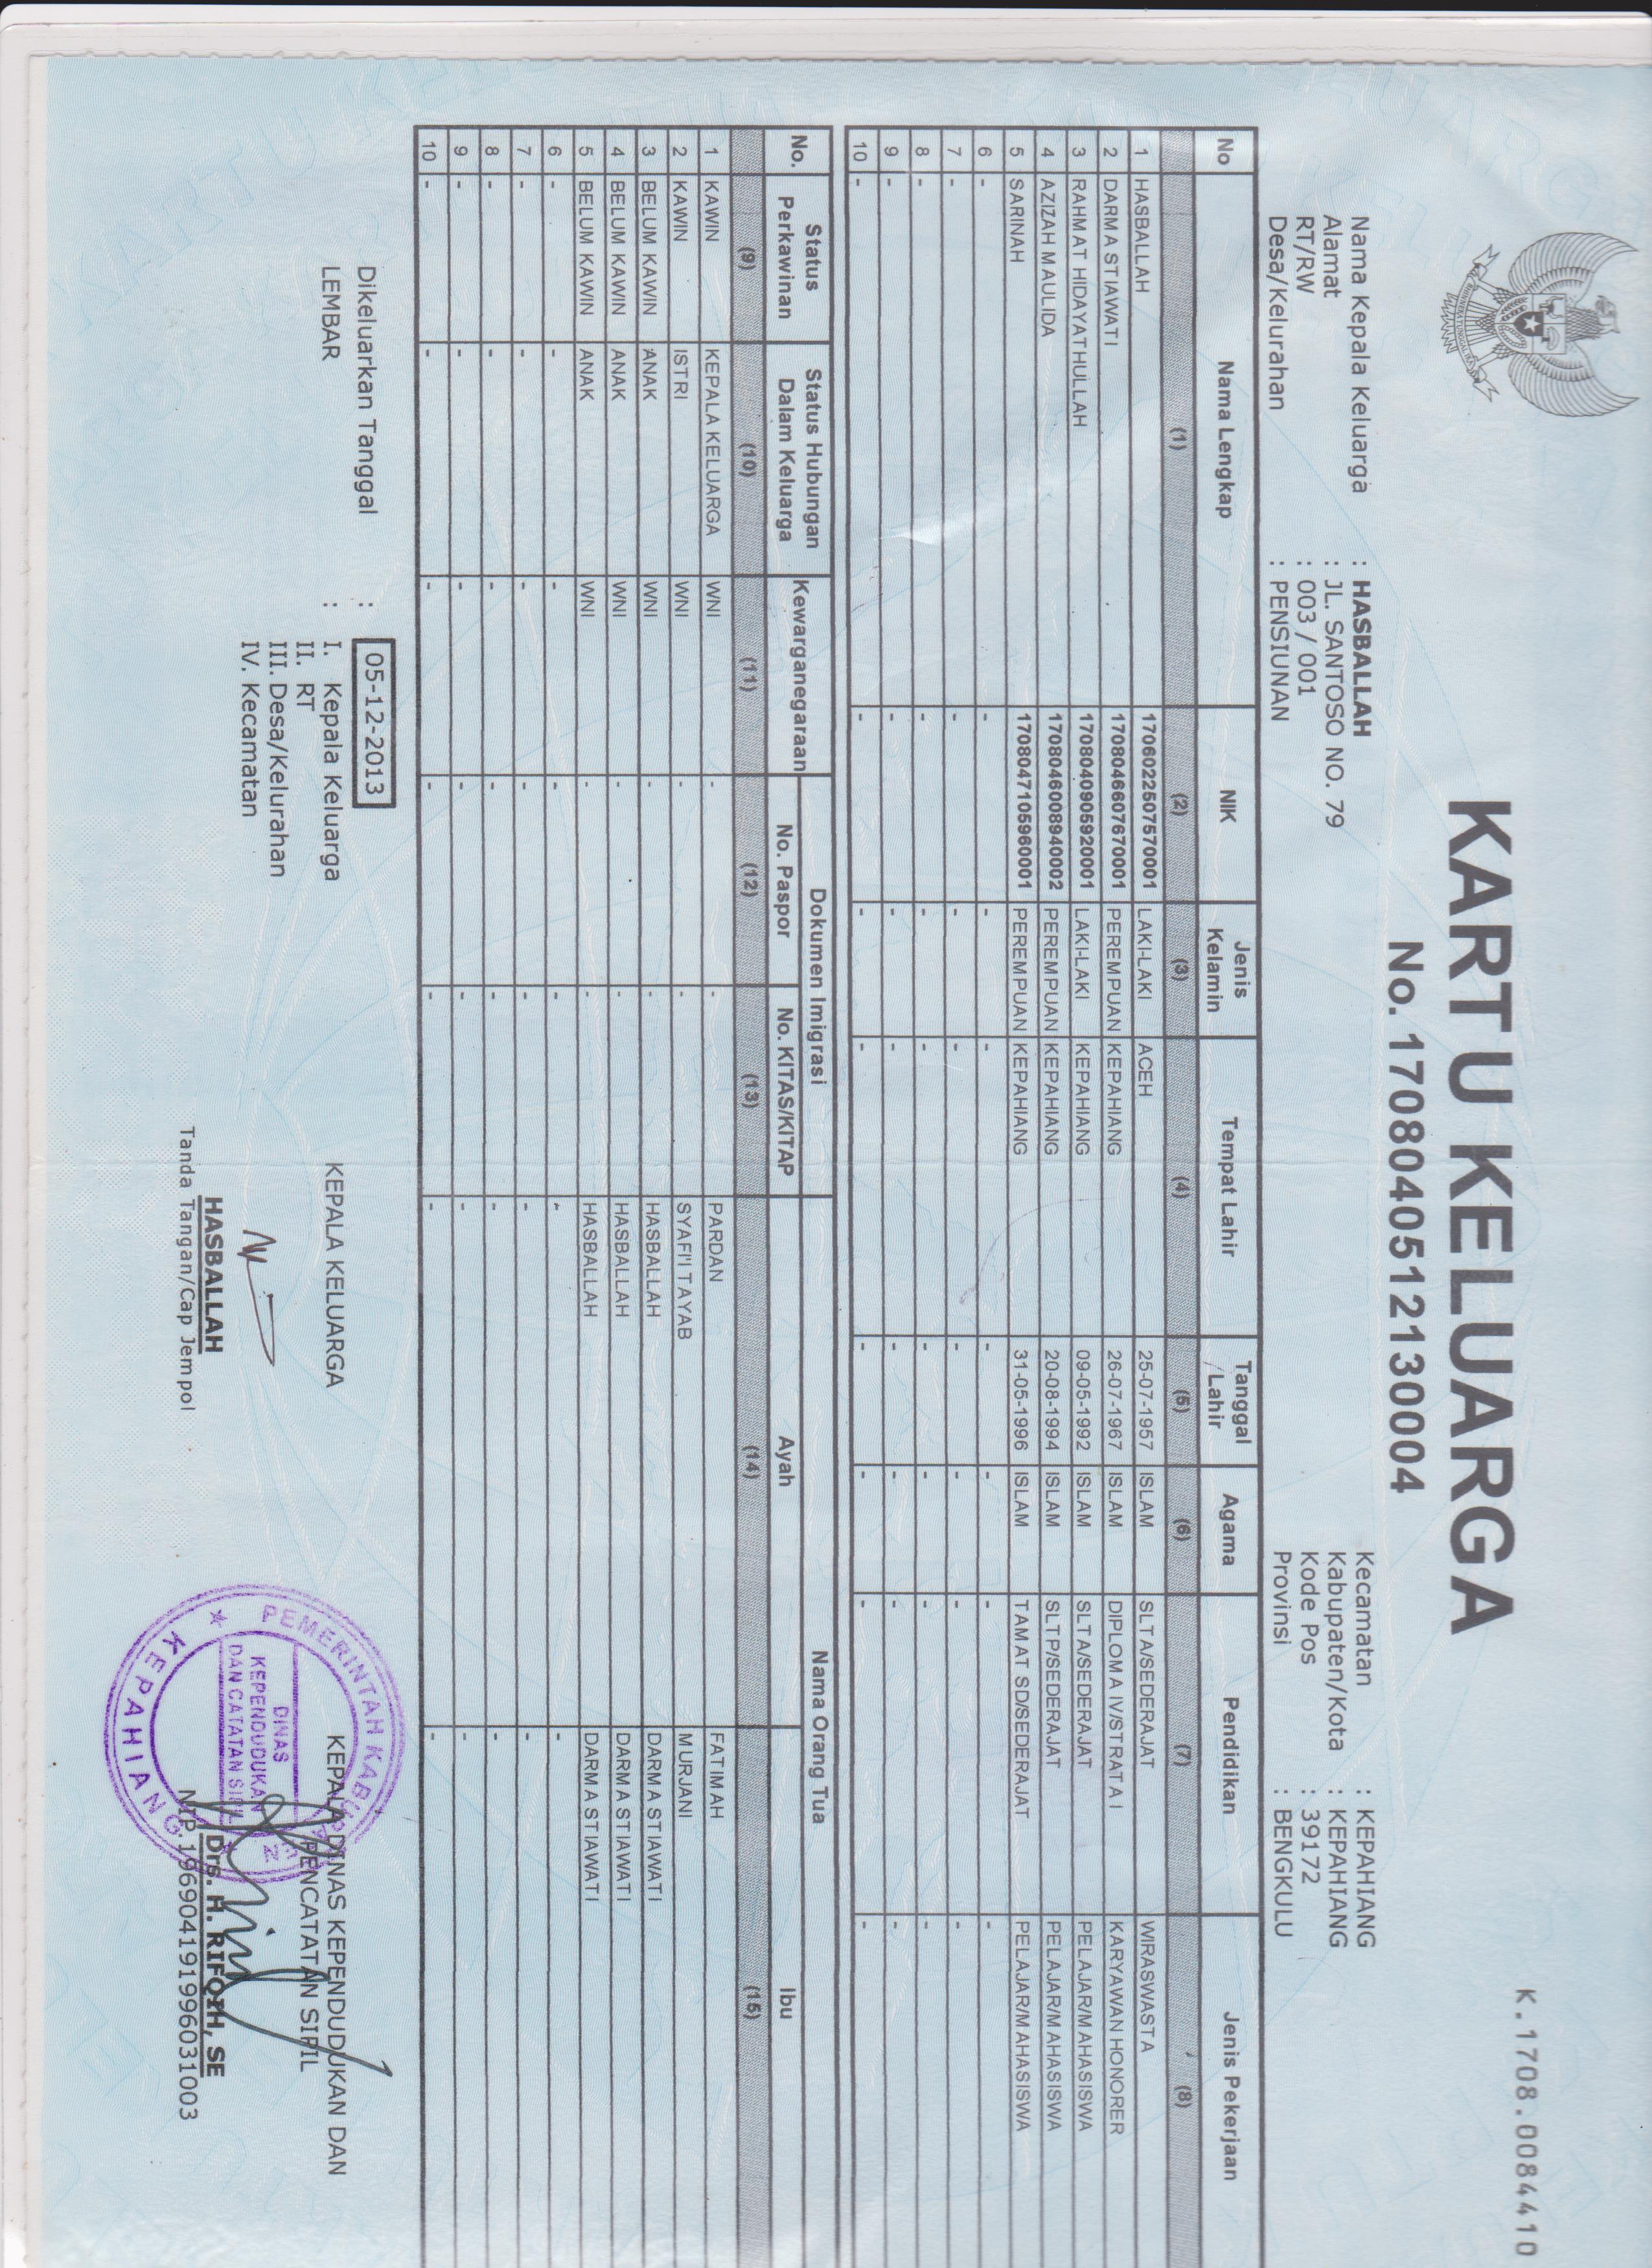 K.1708.0084410
KARTU KELUARGA
No. 1708040512130004
Nama Kepala Keluarga : HASBALLAH
Alamat : JL. SANTOSO NO. 79
RT/RW : 003 / 001
Desa/Kelurahan : PENSIUNAN
Kecamatan : KEPAHIANG
Kabupaten/Kota : KEPAHIANG
Kode Pos : 39172
Provinsi : BENGKULU
No Nama Lengkap NIK Jenis Kelamin Tempat Lahir Tanggal Lahir Agama Pendidikan Jenis Pekerjaan
(1) (2) (3) (4) (5) (6) (7) (8)
1 HASBALLAH 1706022507570001 LAKI-LAKI ACEH 25-07-1957 ISLAM SLTA/SEDERAJAT WIRASWASTA
2 DARMA STIAWATI 1708046607670001 PEREMPUAN KEPAHIANG 26-07-1967 ISLAM DIPLOMA IV/STRATA I KARYAWAN HONORER
3 RAHMAT HIDAYATHULLAH 1708040905920001 LAKI-LAKI KEPAHIANG 09-05-1992 ISLAM SLTA/SEDERAJAT PELAJAR/MAHASISWA
4 AZIZAH MAULIDA 1708046008940002 PEREMPUAN KEPAHIANG 20-08-1994 ISLAM SLTP/SEDERAJAT PELAJAR/MAHASISWA
5 SARINAH 1708047105960001 PEREMPUAN KEPAHIANG 31-05-1996 ISLAM TAMAT SD/SEDERAJAT PELAJAR/MAHASISWA
6 - - - - - - - -
7 - - - - - - - -
8 - - - - - - - -
9 - - - - - - - -
10 - - - - - - - -
No. Status Perkawinan Status Hubungan Dalam Keluarga Kewarganegaraan Dokumen Imigrasi Nama Orang Tua
No. Paspor No. KITAS/KITAP Ayah Ibu
(9) (10) (11) (12) (13) (14) (15)
1 KAWIN KEPALA KELUARGA WNI - - PARDAN FATIMAH
2 KAWIN ISTRI WNI - - SYAFI'I TAYAB MURJANI
3 BELUM KAWIN ANAK WNI - - HASBALLAH DARMA STIAWATI
4 BELUM KAWIN ANAK WNI - - HASBALLAH DARMA STIAWATI
5 BELUM KAWIN ANAK WNI - - HASBALLAH DARMA STIAWATI
6 - - - - - - -
7 - - - - - - -
8 - - - - - - -
9 - - - - - - -
10 - - - - - - -
Dikeluarkan Tanggal : 05-12-2013
LEMBAR : I. Kepala Keluarga
II. RT
III. Desa/Kelurahan
IV. Kecamatan
KEPALA KELUARGA
HASBALLAH
Tanda Tangan/Cap Jempol
KEPALA DINAS KEPENDUDUKAN DAN
PENCATATAN SIPIL
Drs. H. RIFQIH, SE
NIP.196904191996031003
PEMERINTAH KABUPATEN
DINAS
KEPENDUDUKAN
DAN CATATAN SIPIL
KEPAHIANG